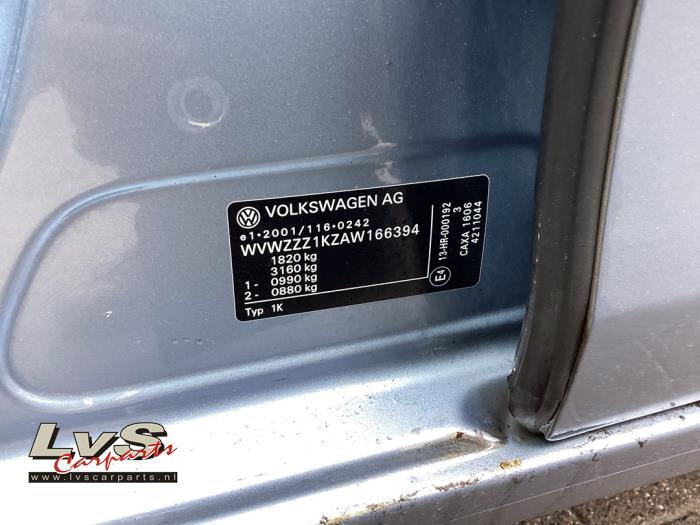 VOLKSWAGEN AG
e1*2001/116*0242
WVWZZZ1KZAW166394
1820 kg
3160 kg
1- 0990 kg
2- 0880 kg
Typ 1K
E4 13-HR-000192
3
CAXA 1606
4211044
LvS
Carparts
www.lvscarparts.nl